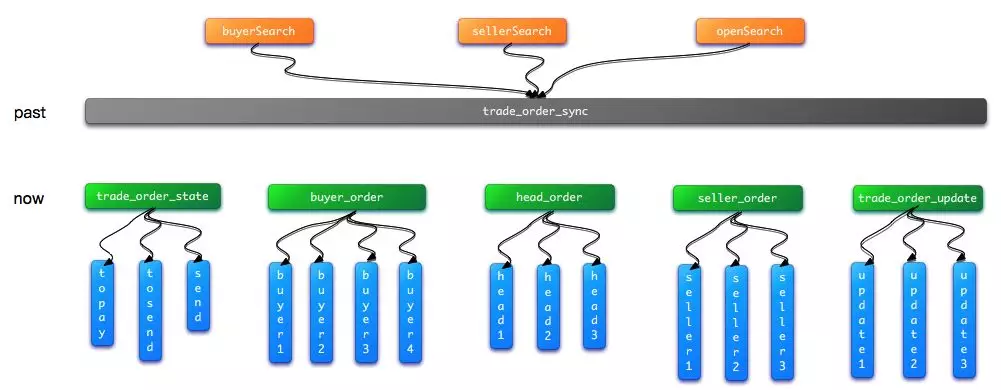 buyerSearch sellerSearch openSearch
past
trade_order_sync
now
trade_order_state buyer_order head_order seller_order trade_order_update
topay tosend send buyer1 buyer2 buyer3 buyer4 head1 head2 head3 seller1 seller2 seller3 update1 update2 update3